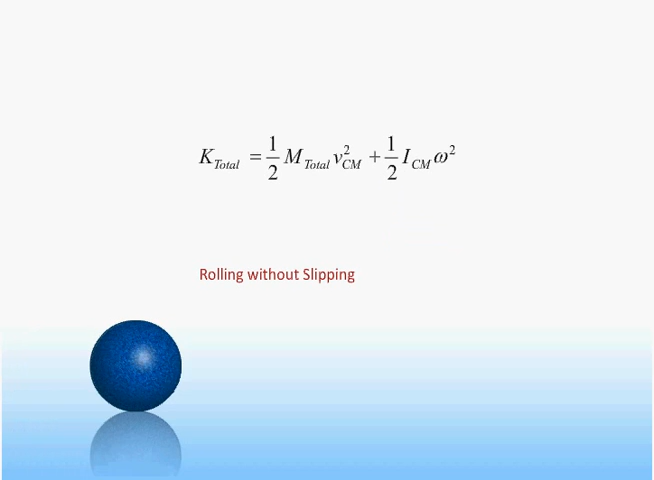 K_Total = 1/2 M_Total v_CM^2 + 1/2 I_CM ω^2
Rolling without Slipping